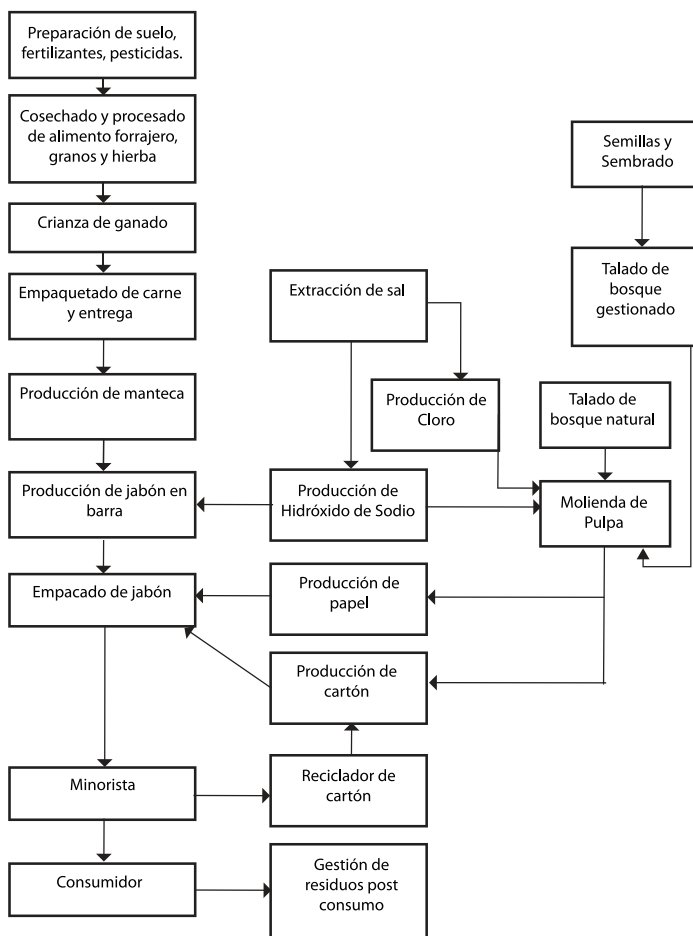 Preparación de suelo,
fertilizantes, pesticidas.
Cosechado y procesado
de alimento forrajero,
granos y hierba
Semillas y
Sembrado
Crianza de ganado
Empaquetado de carne
y entrega
Extracción de sal
Talado de
bosque
gestionado
Producción de manteca
Producción de
Cloro
Talado de
bosque natural
Producción de jabón en
barra
Producción de
Hidróxido de Sodio
Molienda de
Pulpa
Empacado de jabón
Producción de
papel
Producción de
cartón
Minorista
Reciclador de
cartón
Consumidor
Gestión de
residuos post
consumo